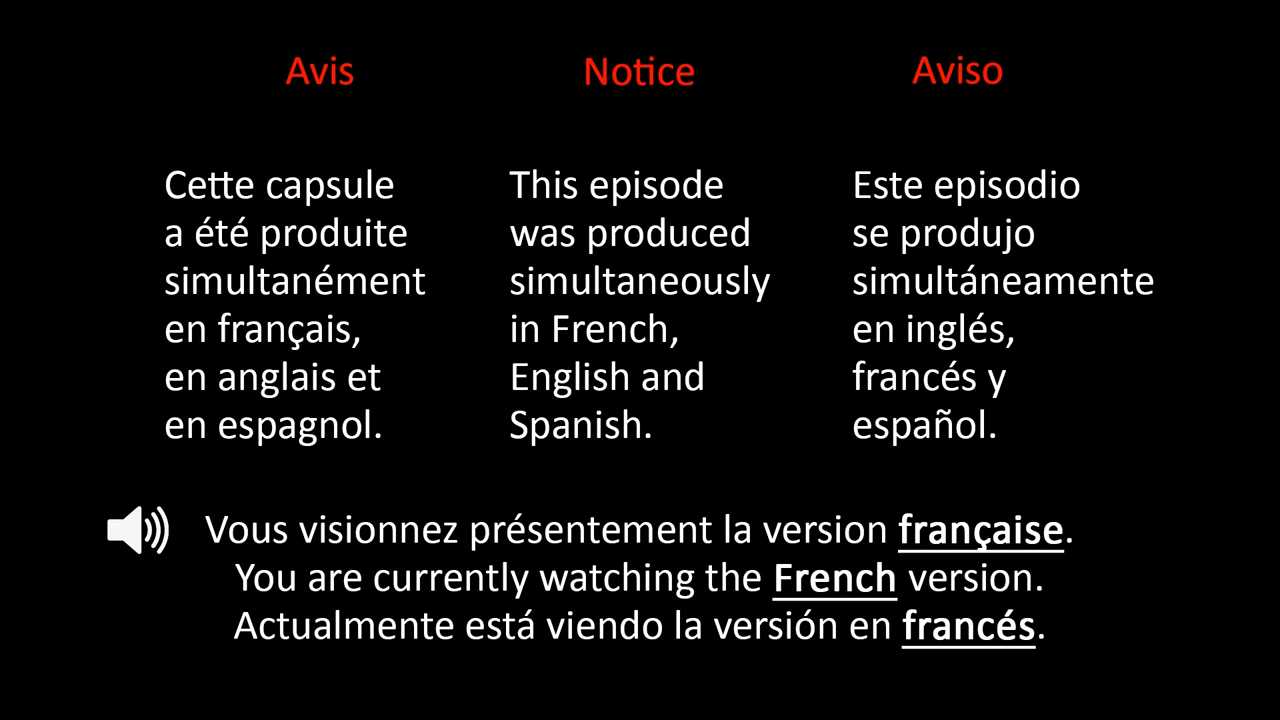 Avis
Cette capsule
a été produite
simultanément
en français,
en anglais et
en espagnol.
Notice
This episode
was produced
simultaneously
in French,
English and
Spanish.
Aviso
Este episodio
se produjo
simultáneamente
en inglés,
francés y
español.
Vous visionnez présentement la version française.
You are currently watching the French version.
Actualmente está viendo la versión en francés.